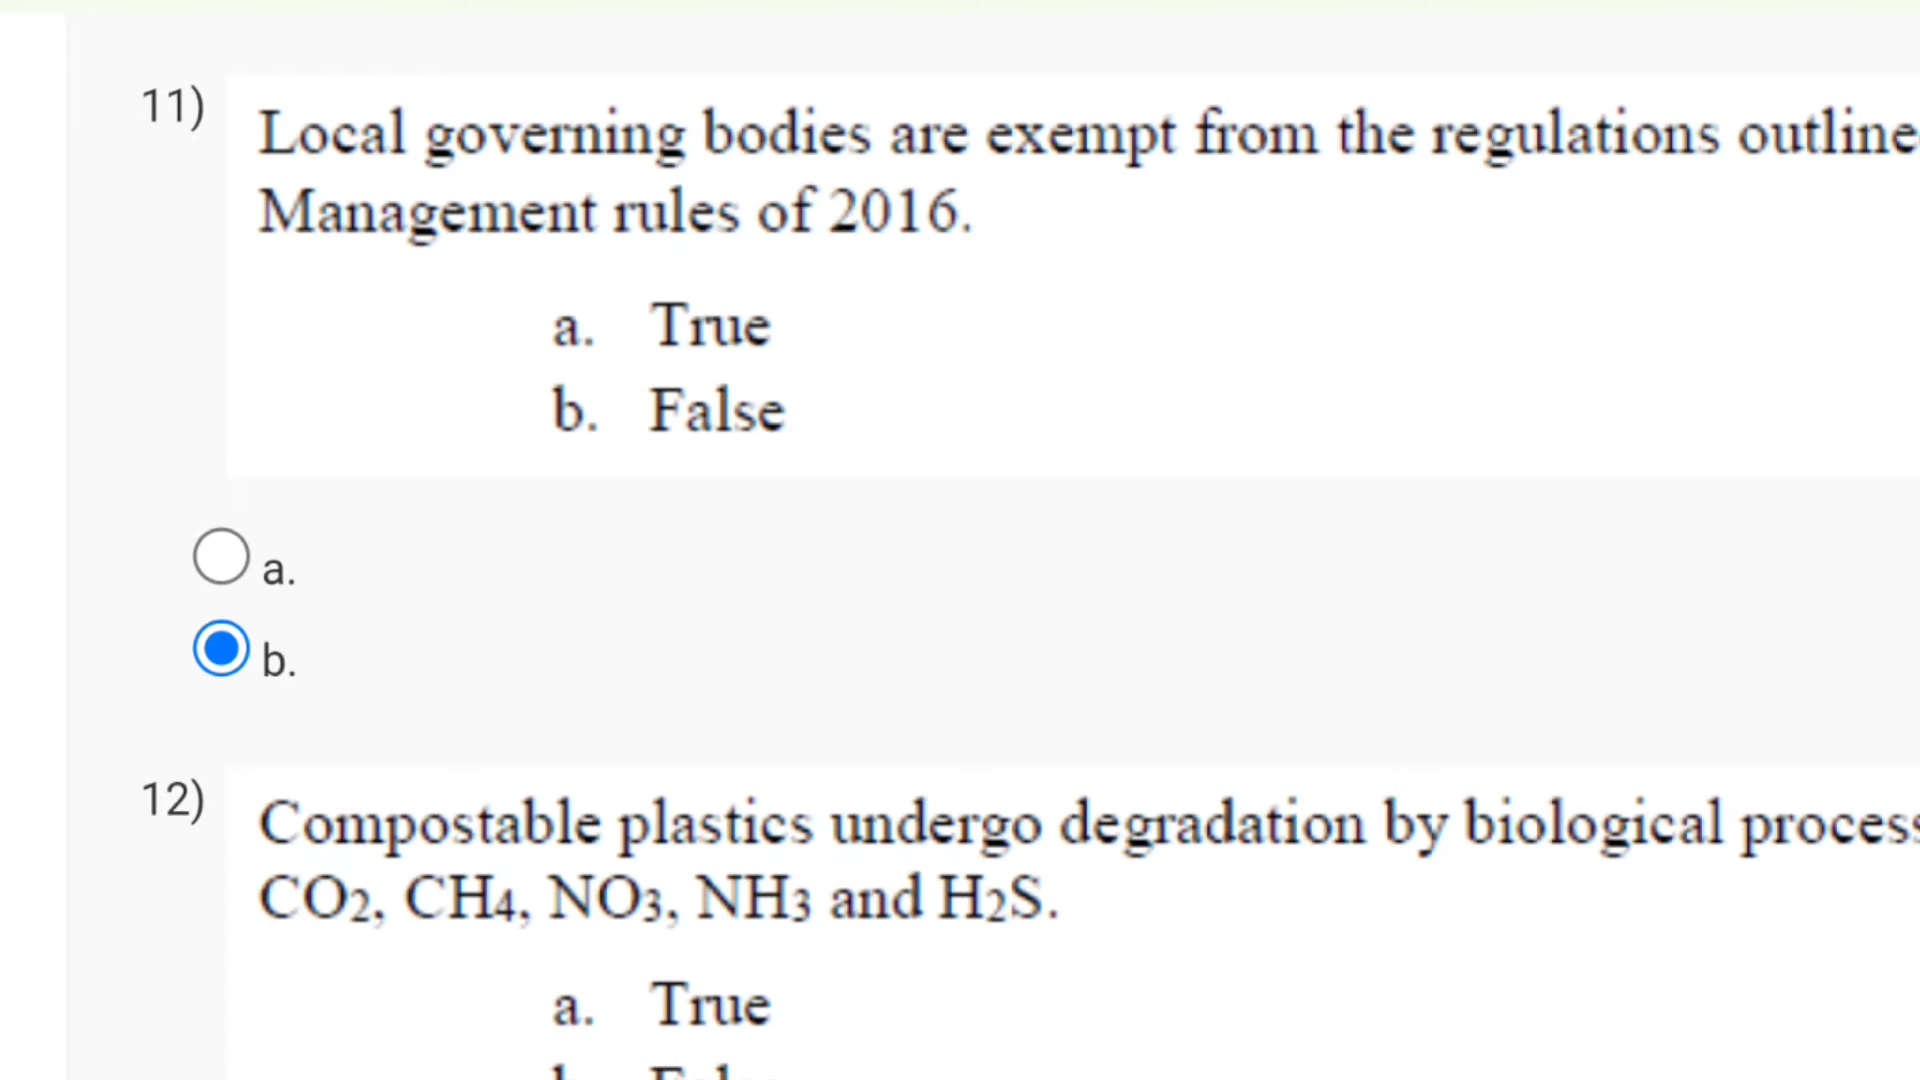 11)
Local governing bodies are exempt from the regulations outline
Management rules of 2016.
a. True
b. False
a.
b.
12)
Compostable plastics undergo degradation by biological process
CO2, CH4, NO3, NH3 and H2S.
a. True